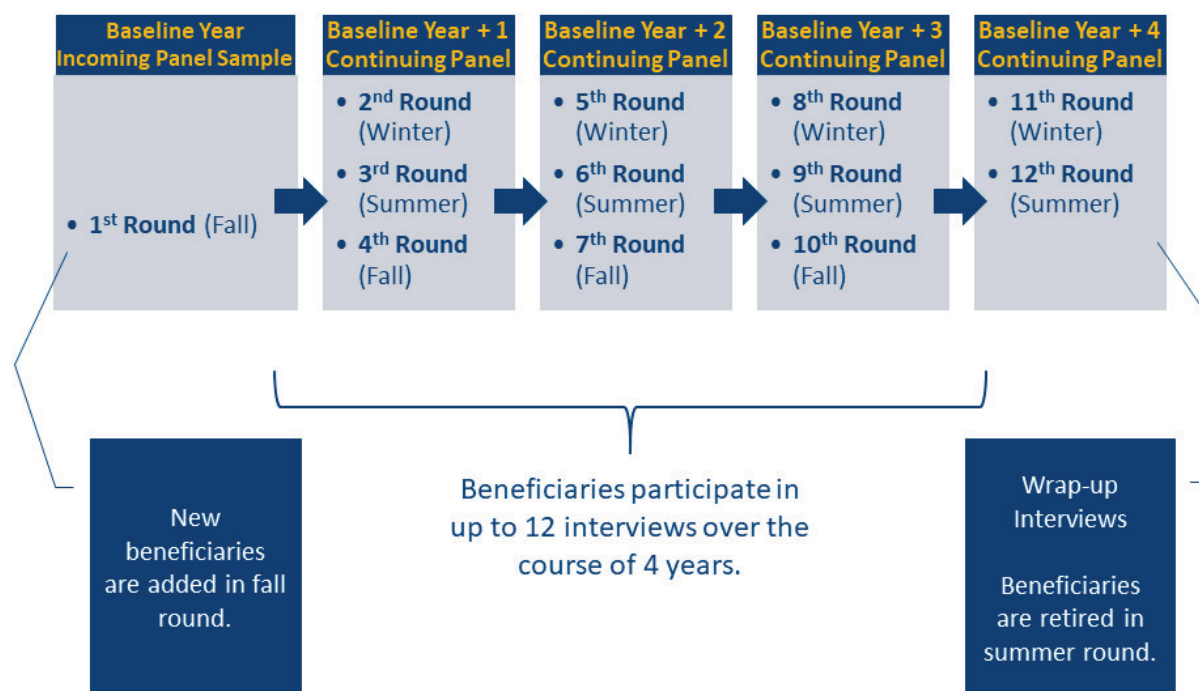 Baseline Year
Incoming Panel Sample
• 1st Round (Fall)
Baseline Year + 1
Continuing Panel
• 2nd Round
(Winter)
• 3rd Round
(Summer)
• 4th Round
(Fall)
Baseline Year + 2
Continuing Panel
• 5th Round
(Winter)
• 6th Round
(Summer)
• 7th Round
(Fall)
Baseline Year + 3
Continuing Panel
• 8th Round
(Winter)
• 9th Round
(Summer)
• 10th Round
(Fall)
Baseline Year + 4
Continuing Panel
• 11th Round
(Winter)
• 12th Round
(Summer)
New
beneficiaries
are added in fall
round.
Beneficiaries participate in
up to 12 interviews over the
course of 4 years.
Wrap-up
Interviews
Beneficiaries
are retired in
summer round.